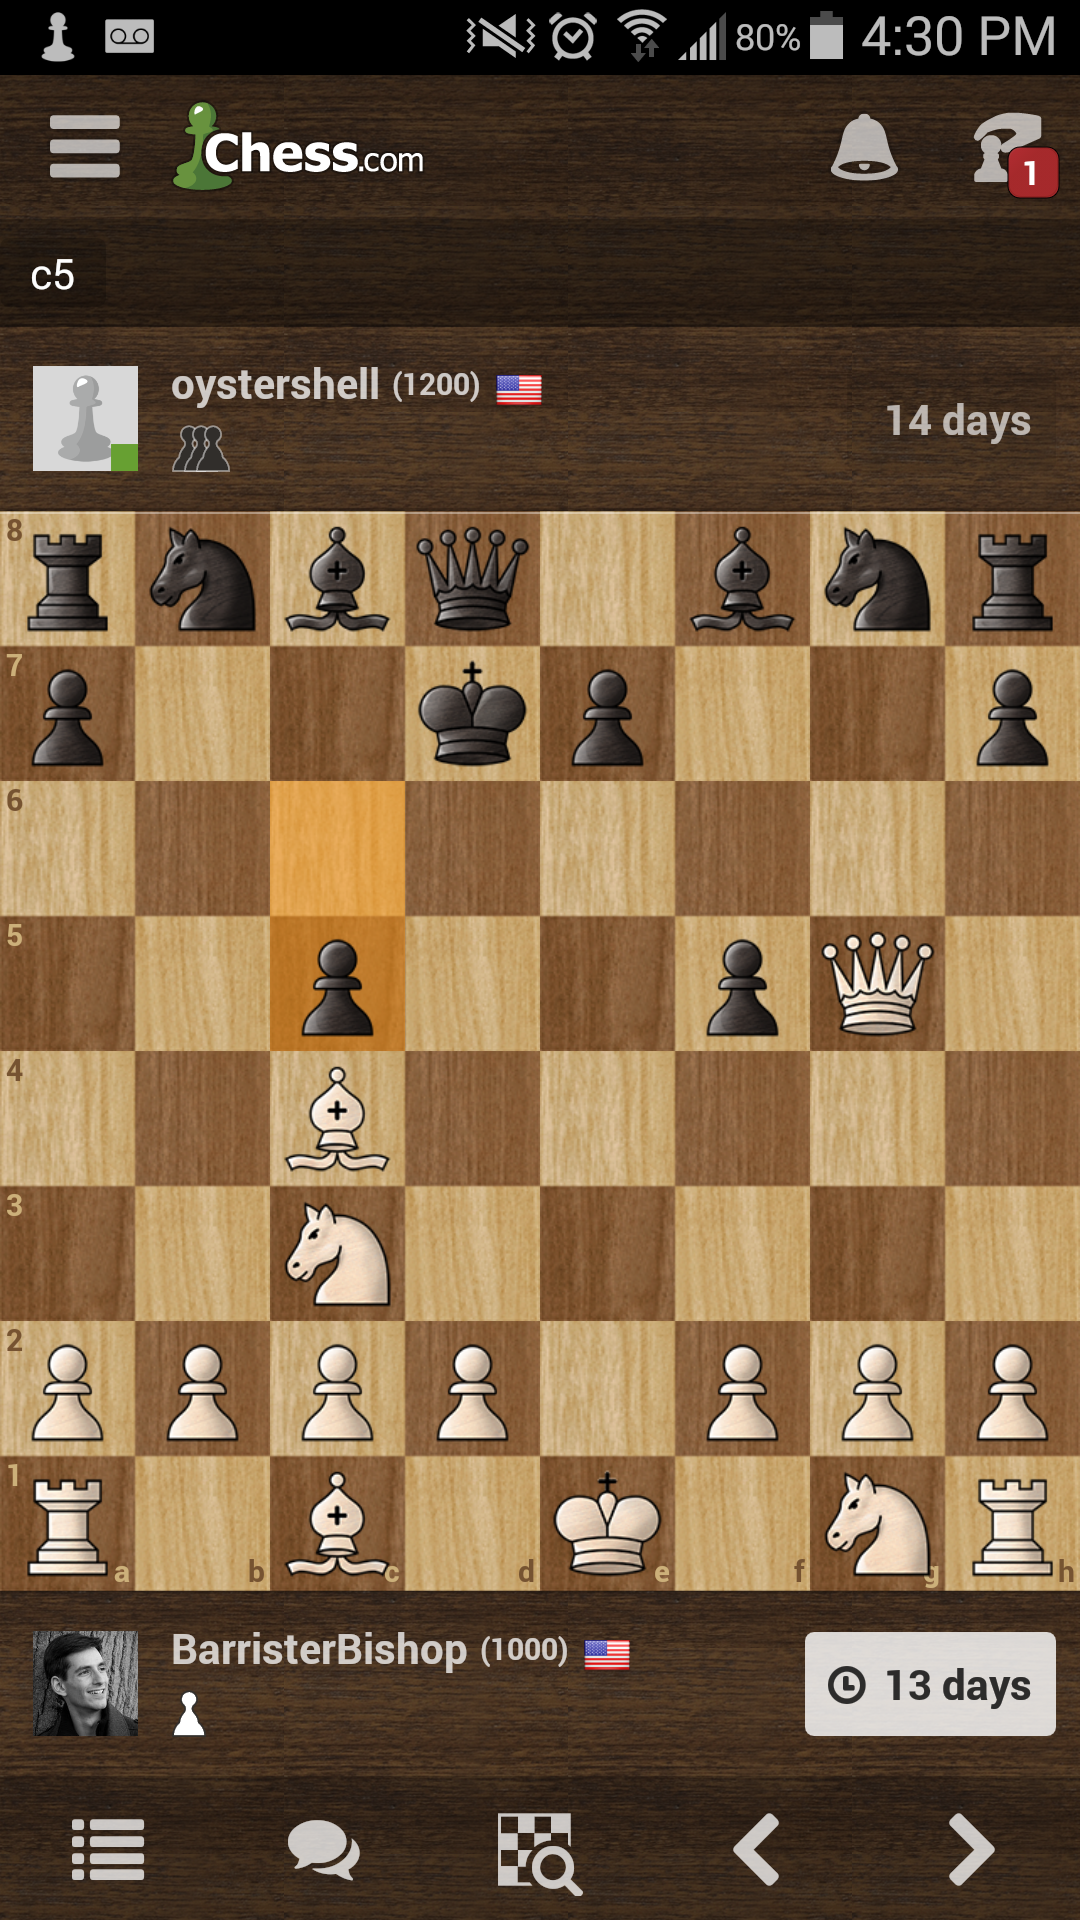 80% 4:30 PM
Chess.com
1
c5
oystershell (1200)
14 days
8
7
6
5
4
3
2
1
a b c d e f g h
BarristerBishop (1000)
13 days